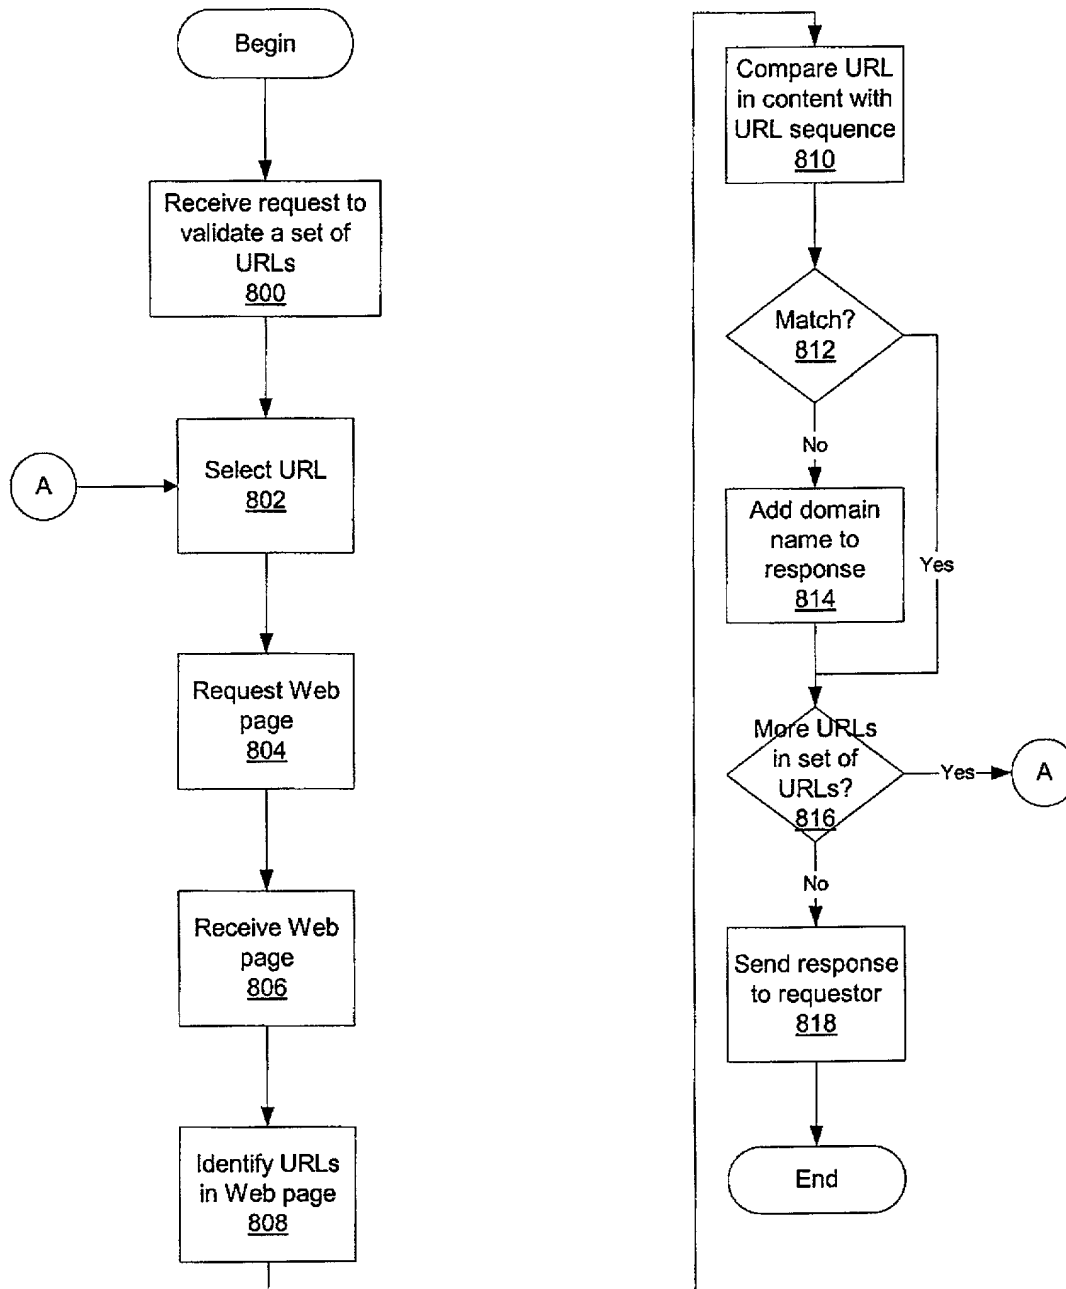 Begin
Receive request to
validate a set of
URLs
800
A
Select URL
802
Request Web
page
804
Receive Web
page
806
Identify URLs
in Web page
808
Compare URL
in content with
URL sequence
810
Match?
812
No
Yes
Add domain
name to
response
814
More URLs
in set of
URLs?
816
Yes
A
No
Send response
to requestor
818
End